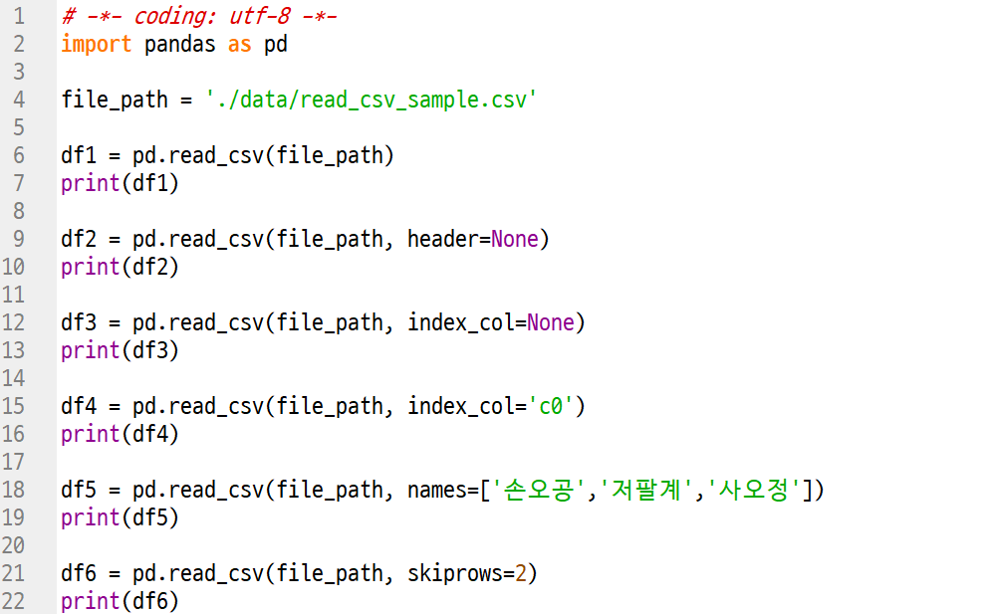 1 # -*- coding: utf-8 -*-
2 import pandas as pd
3
4 file_path = './data/read_csv_sample.csv'
5
6 df1 = pd.read_csv(file_path)
7 print(df1)
8
9 df2 = pd.read_csv(file_path, header=None)
10 print(df2)
11
12 df3 = pd.read_csv(file_path, index_col=None)
13 print(df3)
14
15 df4 = pd.read_csv(file_path, index_col='c0')
16 print(df4)
17
18 df5 = pd.read_csv(file_path, names=['손오공','저팔계','사오정'])
19 print(df5)
20
21 df6 = pd.read_csv(file_path, skiprows=2)
22 print(df6)